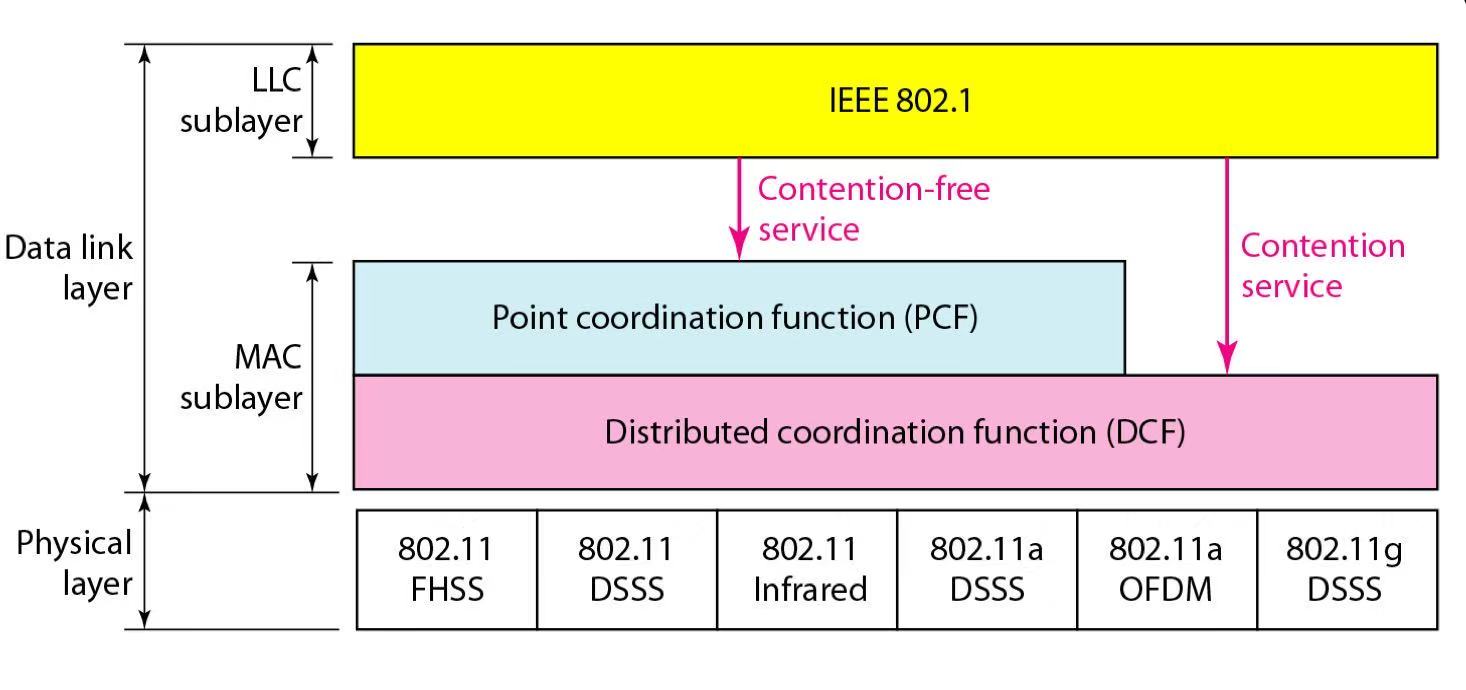 LLC
sublayer
IEEE 802.1
Contention-free
service
Contention
service
Data link
layer
MAC
sublayer
Point coordination function (PCF)
Distributed coordination function (DCF)
Physical
layer
802.11
FHSS
802.11
DSSS
802.11
Infrared
802.11a
DSSS
802.11a
OFDM
802.11g
DSSS